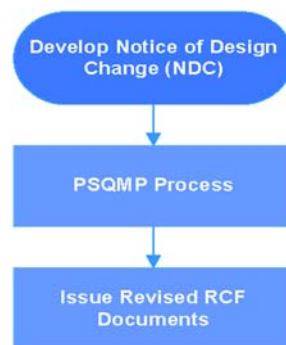 Develop Notice of Design
Change (NDC)
PSQMP Process
Issue Revised RCF
Documents